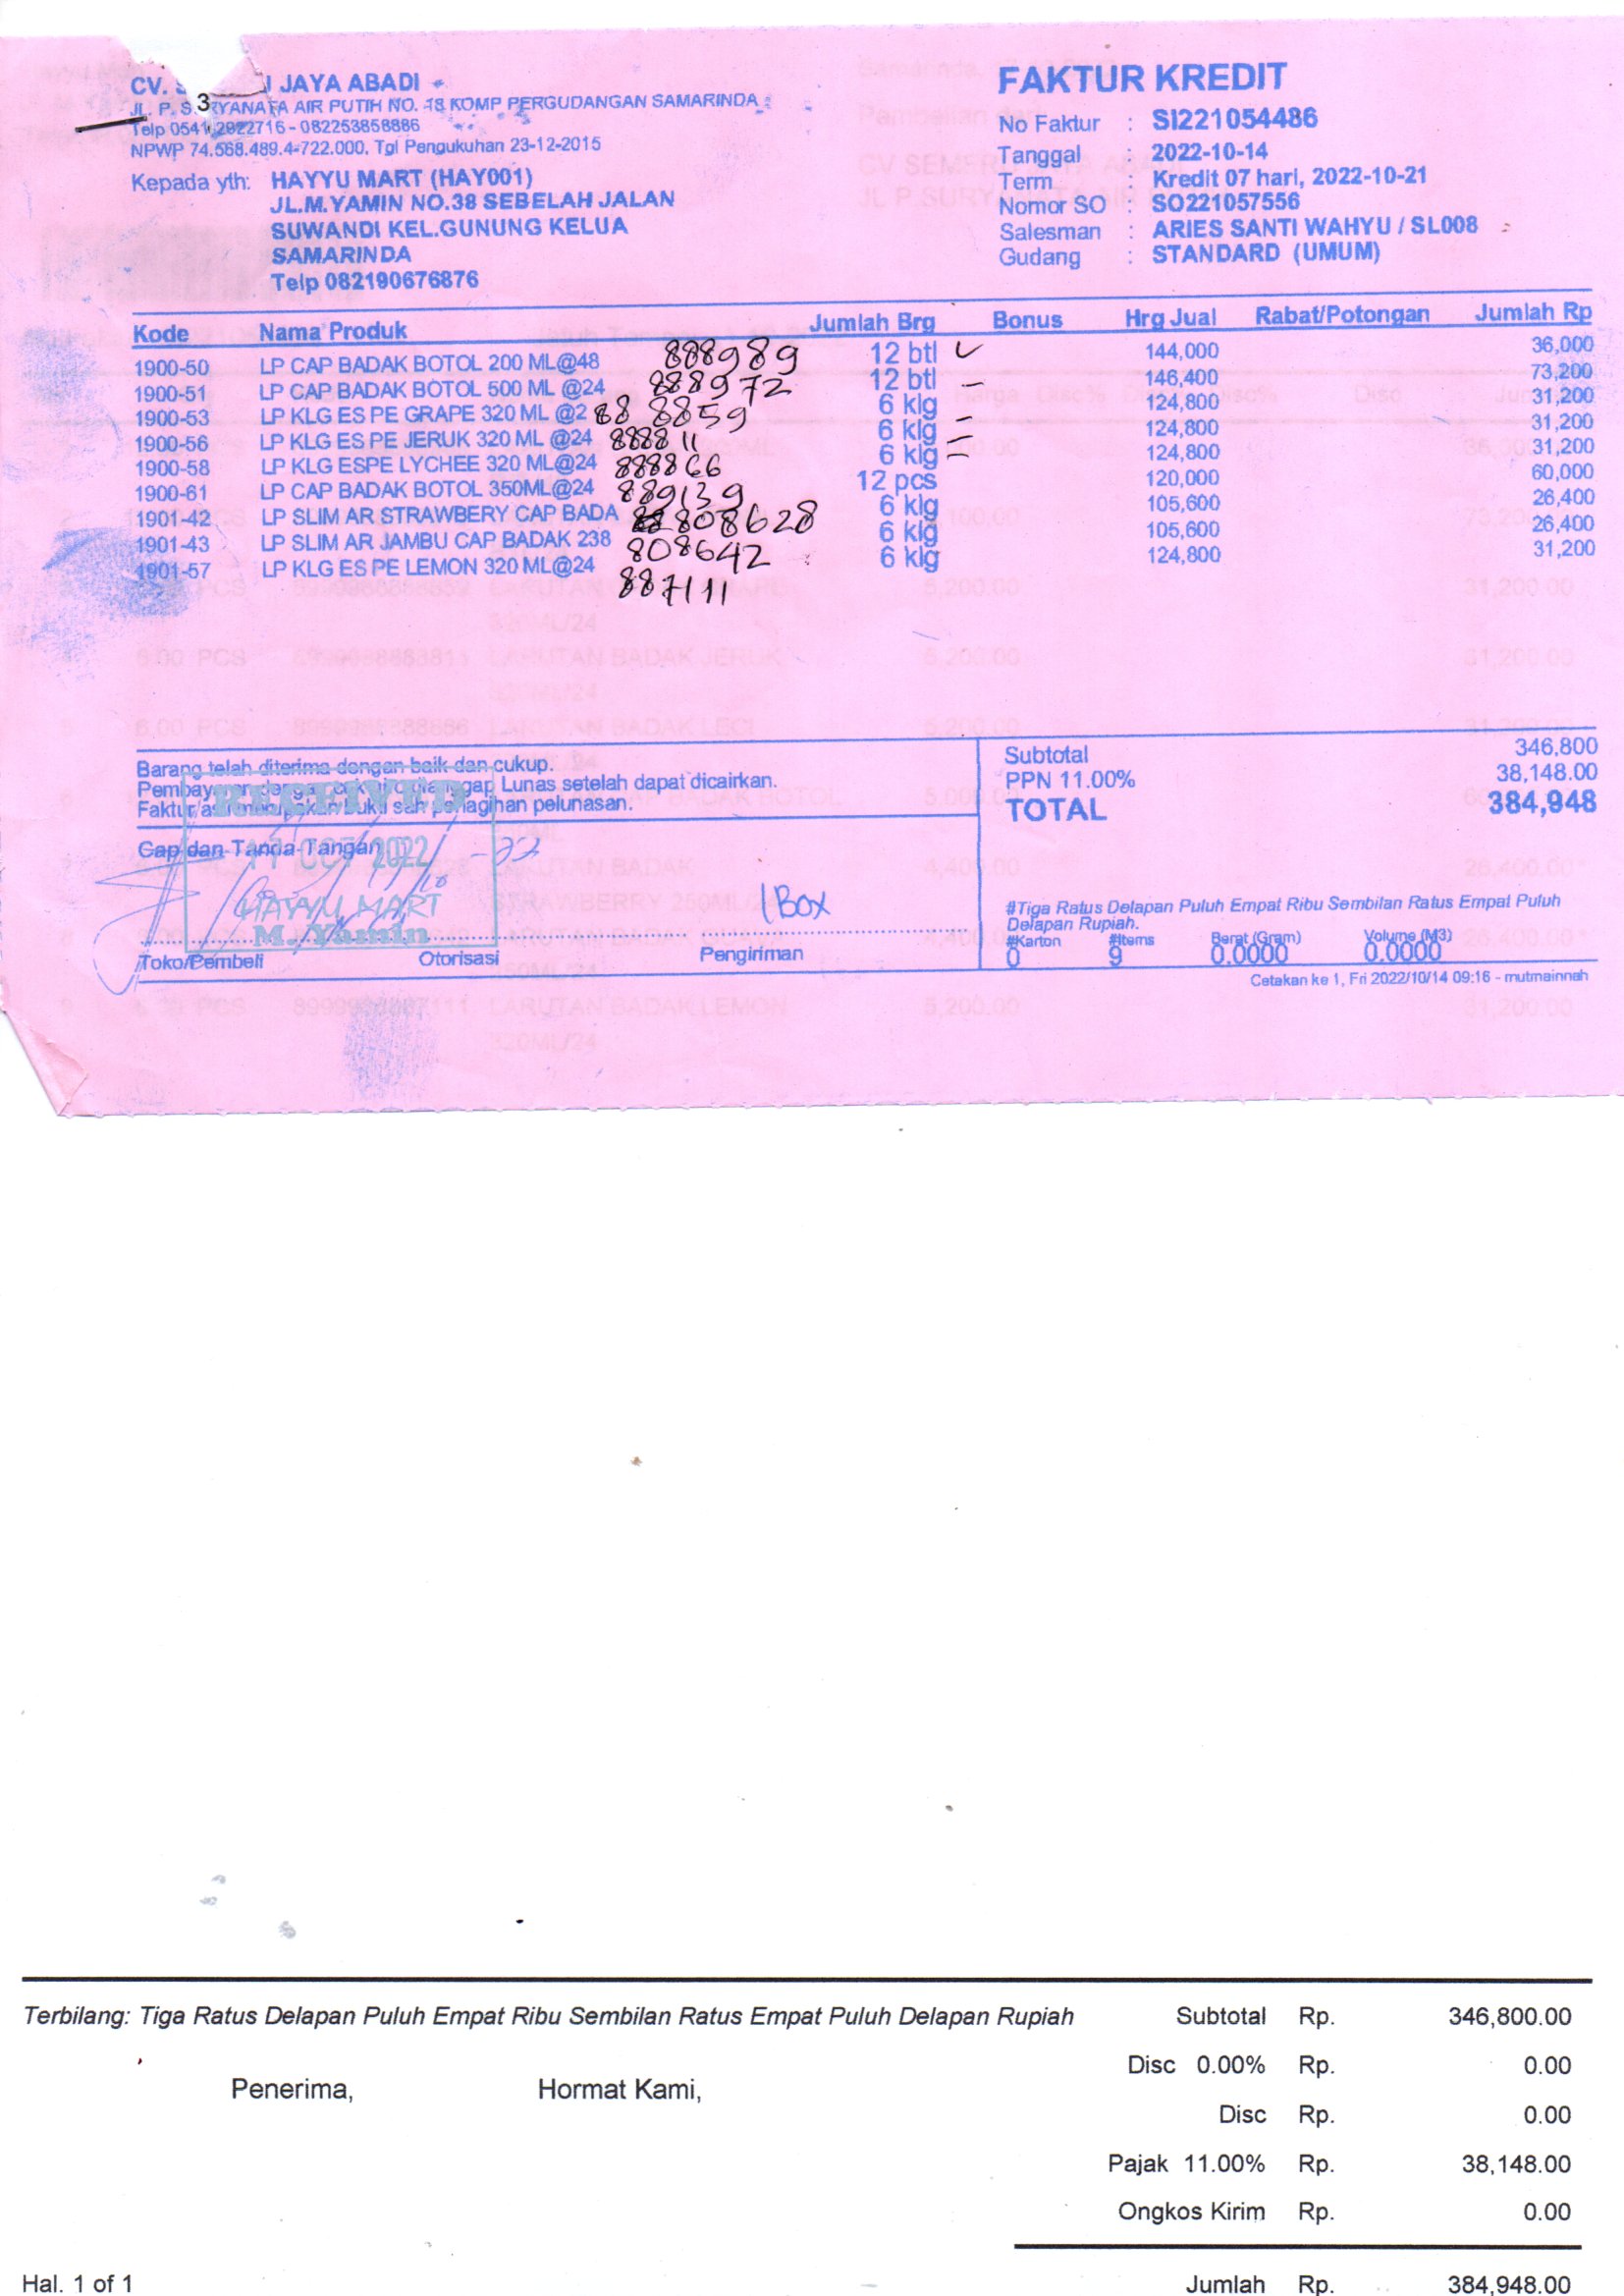 CV. JAYA ABADI
3
AIR PUTIH NO. 18 KOMP PERGUDANGAN SAMARINDA
Telp 0541 2922716 - 082253858886
NPWP 74.568.489.4-722.000, Tgl Pengukuhan 23-12-2015
Kepada yth: HAYYU MART (HAY001)
JL.M.YAMIN NO.38 SEBELAH JALAN
SUWANDI KEL.GUNUNG KELUA
SAMARINDA
Telp 082190676876
FAKTUR KREDIT
No Faktur : SI221054486
Tanggal : 2022-10-14
Term : Kredit 07 hari, 2022-10-21
Nomor SO : SO221057556
Salesman : ARIES SANTI WAHYU / SL008
Gudang : STANDARD (UMUM)
Kode Nama Produk Jumlah Brg Bonus Hrg Jual Rabat/Potongan Jumlah Rp
1900-50 LP CAP BADAK BOTOL 200 ML@48 888989 12 btl 144,000 36,000
1900-51 LP CAP BADAK BOTOL 500 ML @24 888972 12 btl 146,400 73,200
1900-53 LP KLG ES PE GRAPE 320 ML @2 888859 6 klg 124,800 31,200
1900-56 LP KLG ES PE JERUK 320 ML @24 888811 6 klg 124,800 31,200
1900-58 LP KLG ESPE LYCHEE 320 ML@24 888866 6 klg 124,800 31,200
1900-61 LP CAP BADAK BOTOL 350ML@24 889139 12 pcs 120,000 60,000
1901-42 LP SLIM AR STRAWBERY CAP BADA 808628 6 klg 105,600 26,400
1901-43 LP SLIM AR JAMBU CAP BADAK 238 808642 6 klg 105,600 26,400
1901-57 LP KLG ES PE LEMON 320 ML@24 887111 6 klg 124,800 31,200
Barang telah diterima dengan baik dan cukup.
Lunas setelah dapat dicairkan.
penagihan pelunasan.
Cap dan Tanda Tangan
RECEIVED
17 OCT 2022
HAYYU MART
M. Yamin
1 Box
Toko/Pembeli Otorisasi Pengiriman
Subtotal 346,800
PPN 11.00% 38,148.00
TOTAL 384,948
#Tiga Ratus Delapan Puluh Empat Ribu Sembilan Ratus Empat Puluh
Delapan Rupiah.
#Karton #Items Berat (Gram) Volume (M3)
0 9 0.0000 0.0000
Cetakan ke 1, Fri 2022/10/14 09:16 - mutmainnah
Terbilang: Tiga Ratus Delapan Puluh Empat Ribu Sembilan Ratus Empat Puluh Delapan Rupiah
Penerima, Hormat Kami,
Subtotal Rp. 346,800.00
Disc 0.00% Rp. 0.00
Disc Rp. 0.00
Pajak 11.00% Rp. 38,148.00
Ongkos Kirim Rp. 0.00
Hal. 1 of 1
Jumlah Rp. 384,948.00